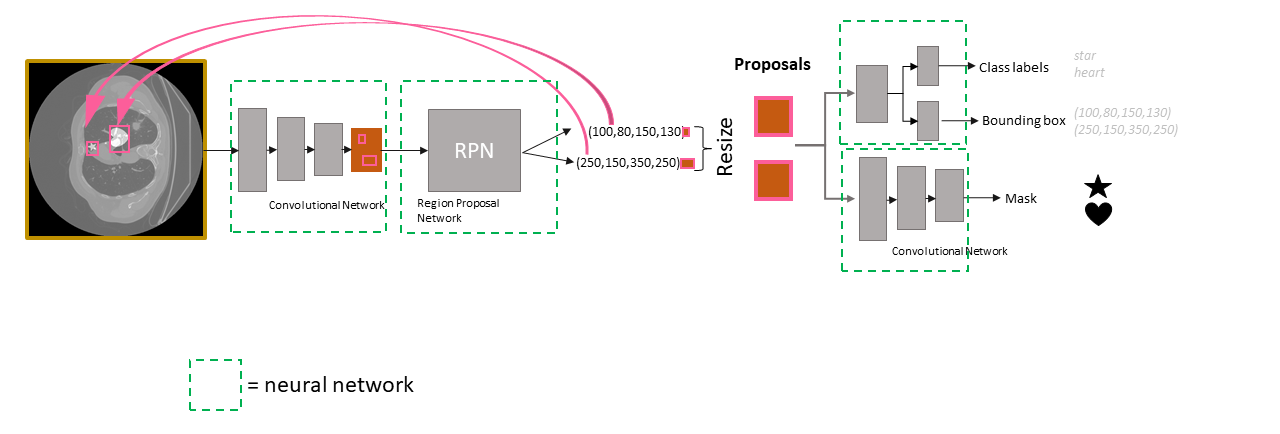 Convolutional Network
RPN
Region Proposal
Network
(100,80,150,130)
(250,150,350,250)
Resize
Proposals
Class labels
star
heart
Bounding box
(100,80,150,130)
(250,150,350,250)
Mask
Convolutional Network
= neural network